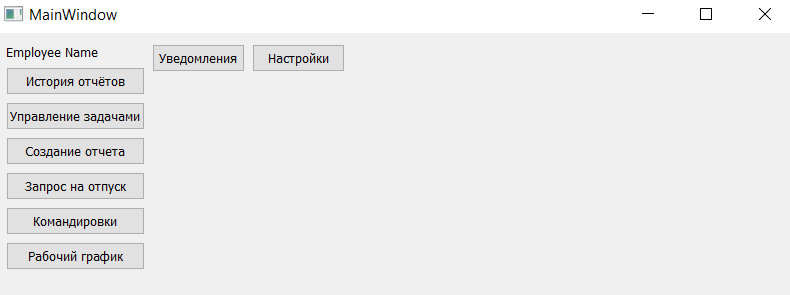 MainWindow
Employee Name
Уведомления
Настройки
История отчётов
Управление задачами
Создание отчета
Запрос на отпуск
Командировки
Рабочий график